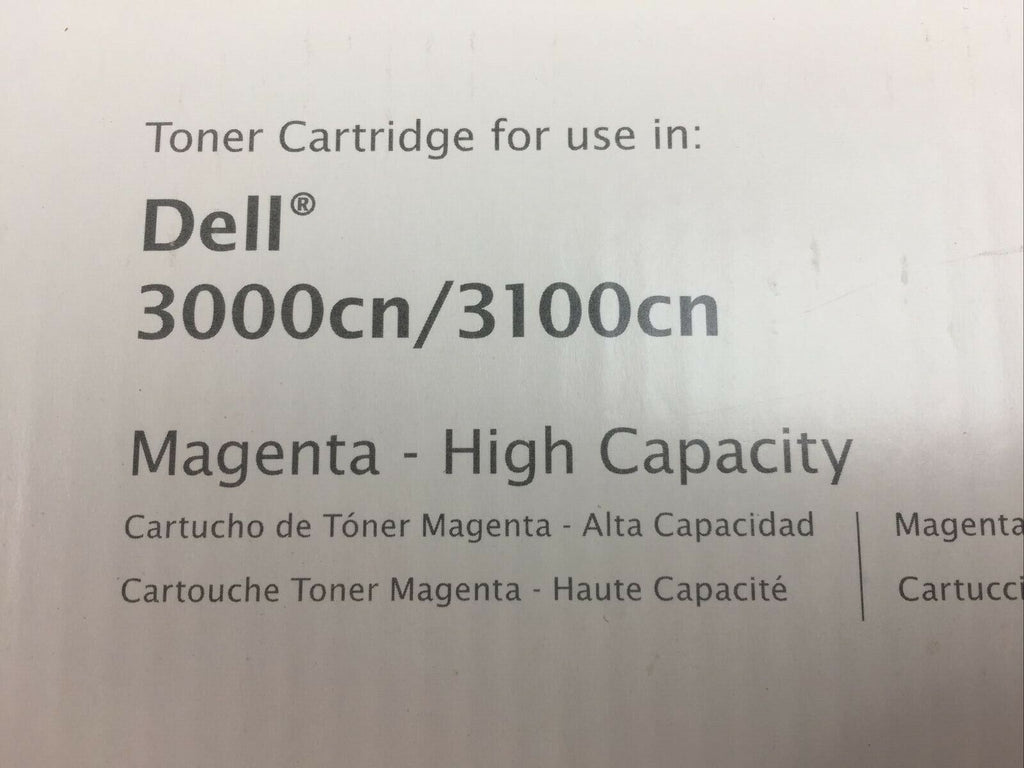 Toner Cartridge for use in:
Dell®
3000cn/3100cn
Magenta - High Capacity
Cartucho de Tóner Magenta - Alta Capacidad
Cartouche Toner Magenta - Haute Capacité
Magenta